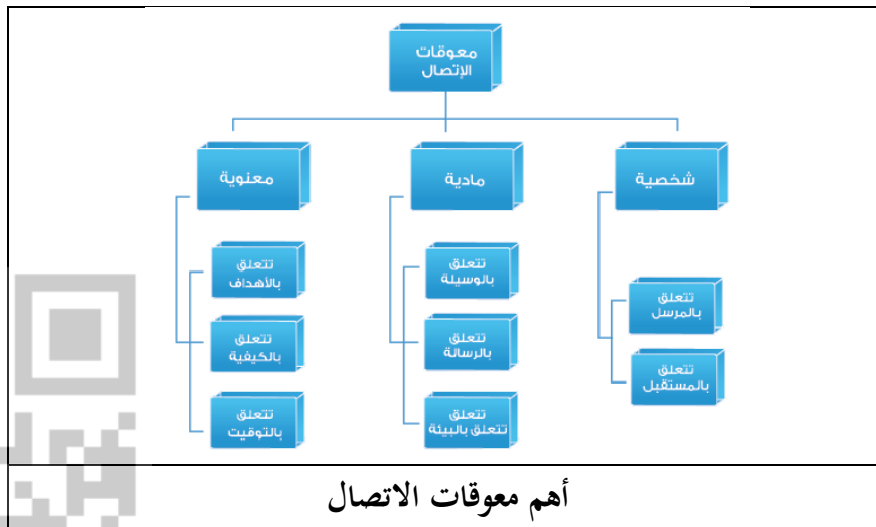 معوقات
الإتصال
شخصية
مادية
معنوية
تتعلق
بالمرسل
تتعلق
بالمستقبل
تتعلق
بالوسيلة
تتعلق
بالرسالة
تتعلق
تتعلق بالبيئة
تتعلق
بالأهداف
تتعلق
بالكيفية
تتعلق
بالتوقيت
أهم معوقات الاتصال